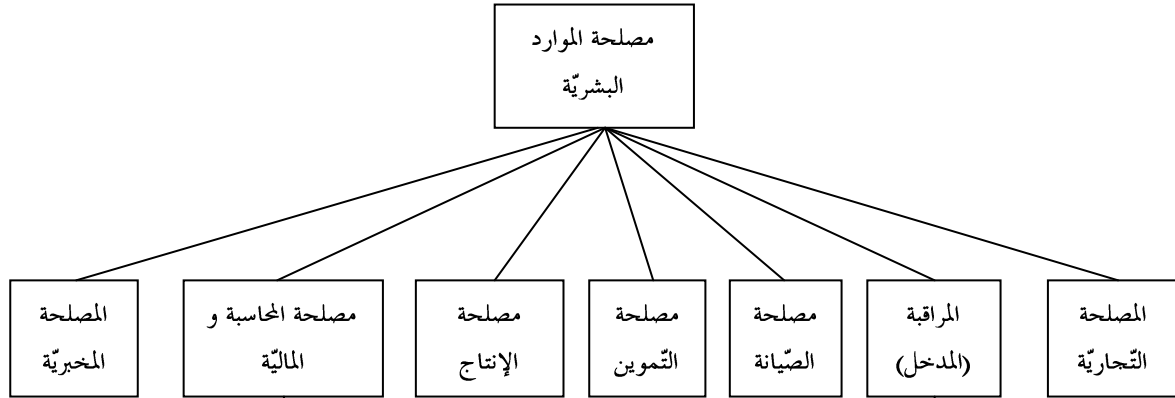 مصلحة الموارد
البشريّة
المصلحة
التّجاريّة
المراقبة
(المدخل)
مصلحة
الصّيانة
مصلحة
التّموين
مصلحة
الإنتاج
مصلحة المحاسبة و
الماليّة
المصلحة
المخبريّة